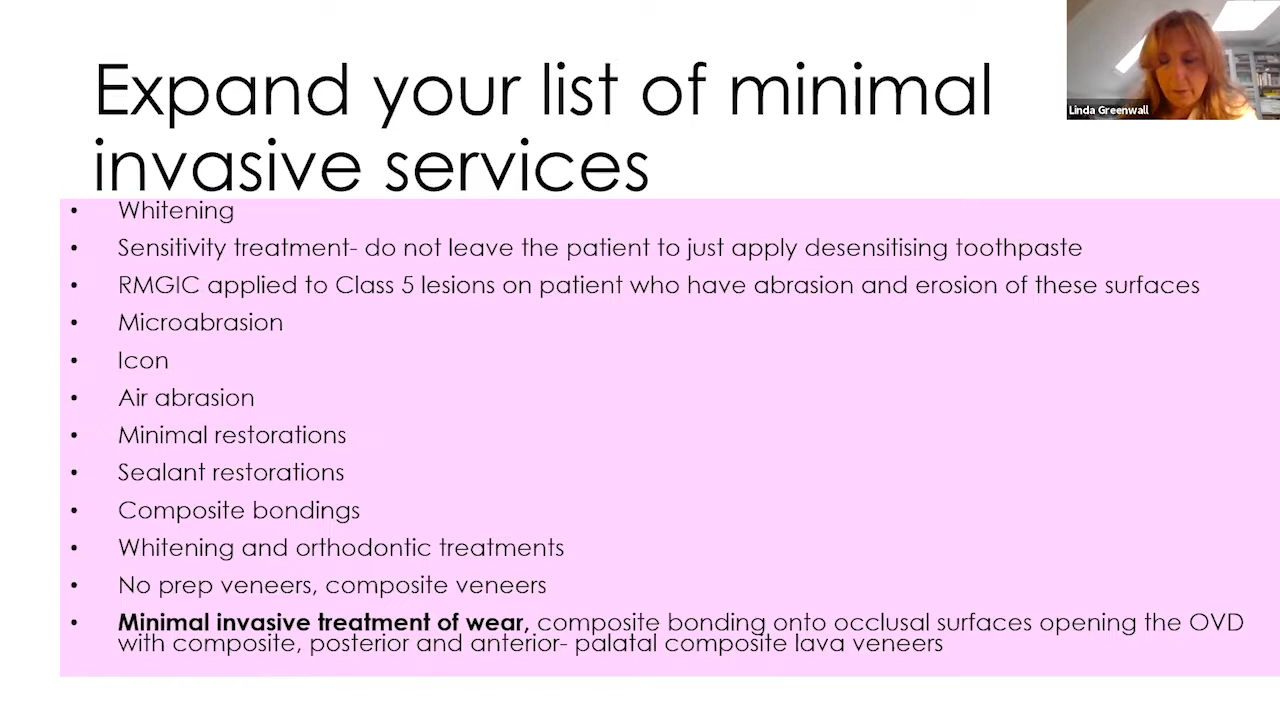 Expand your list of minimal
invasive services
Linda Greenwall
• Whitening
• Sensitivity treatment- do not leave the patient to just apply desensitising toothpaste
• RMGIC applied to Class 5 lesions on patient who have abrasion and erosion of these surfaces
• Microabrasion
• Icon
• Air abrasion
• Minimal restorations
• Sealant restorations
• Composite bondings
• Whitening and orthodontic treatments
• No prep veneers, composite veneers
• Minimal invasive treatment of wear, composite bonding onto occlusal surfaces opening the OVD
with composite, posterior and anterior- palatal composite lava veneers